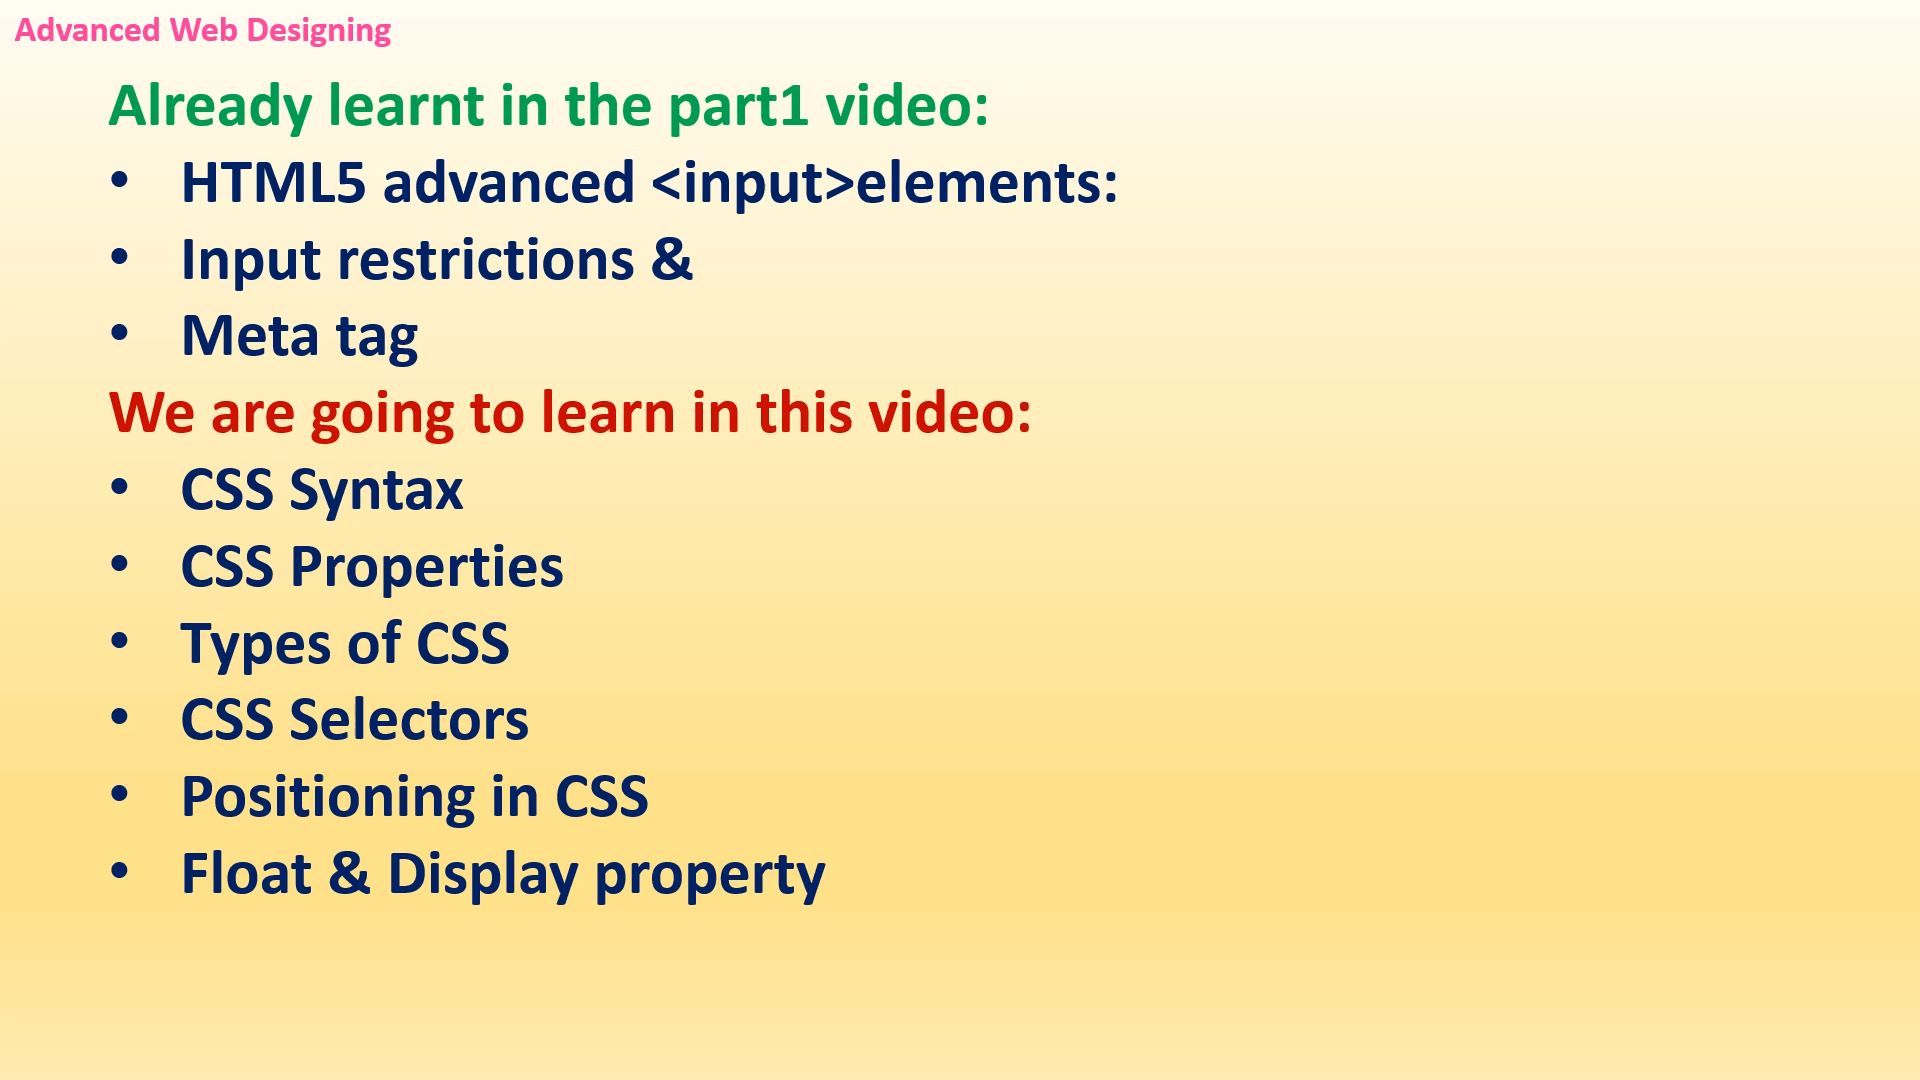 Advanced Web Designing
Already learnt in the part1 video:
• HTML5 advanced <input>elements:
• Input restrictions &
• Meta tag
We are going to learn in this video:
• CSS Syntax
• CSS Properties
• Types of CSS
• CSS Selectors
• Positioning in CSS
• Float & Display property